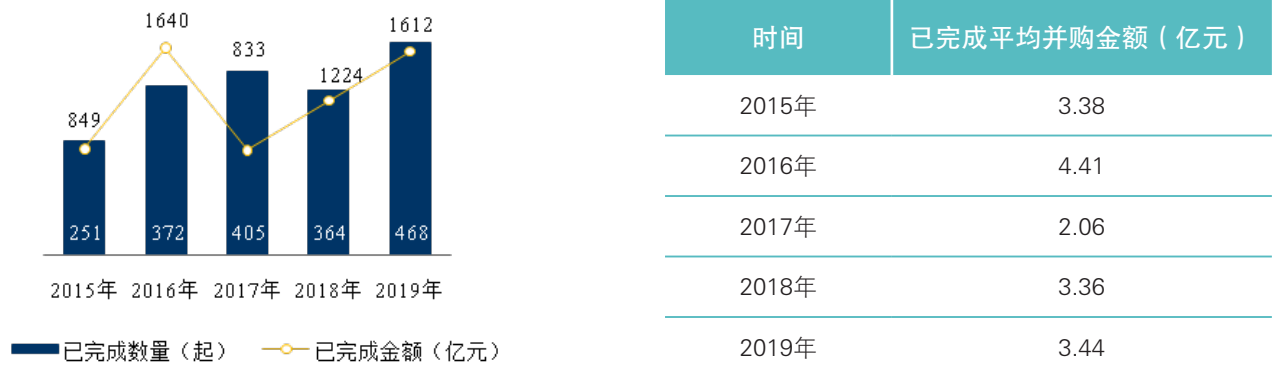 1640
1612
833
1224
849
251 372 405 364 468
2015年 2016年 2017年 2018年 2019年
已完成数量（起） 已完成金额（亿元）
时间 已完成平均并购金额（亿元）
2015年 3.38
2016年 4.41
2017年 2.06
2018年 3.36
2019年 3.44